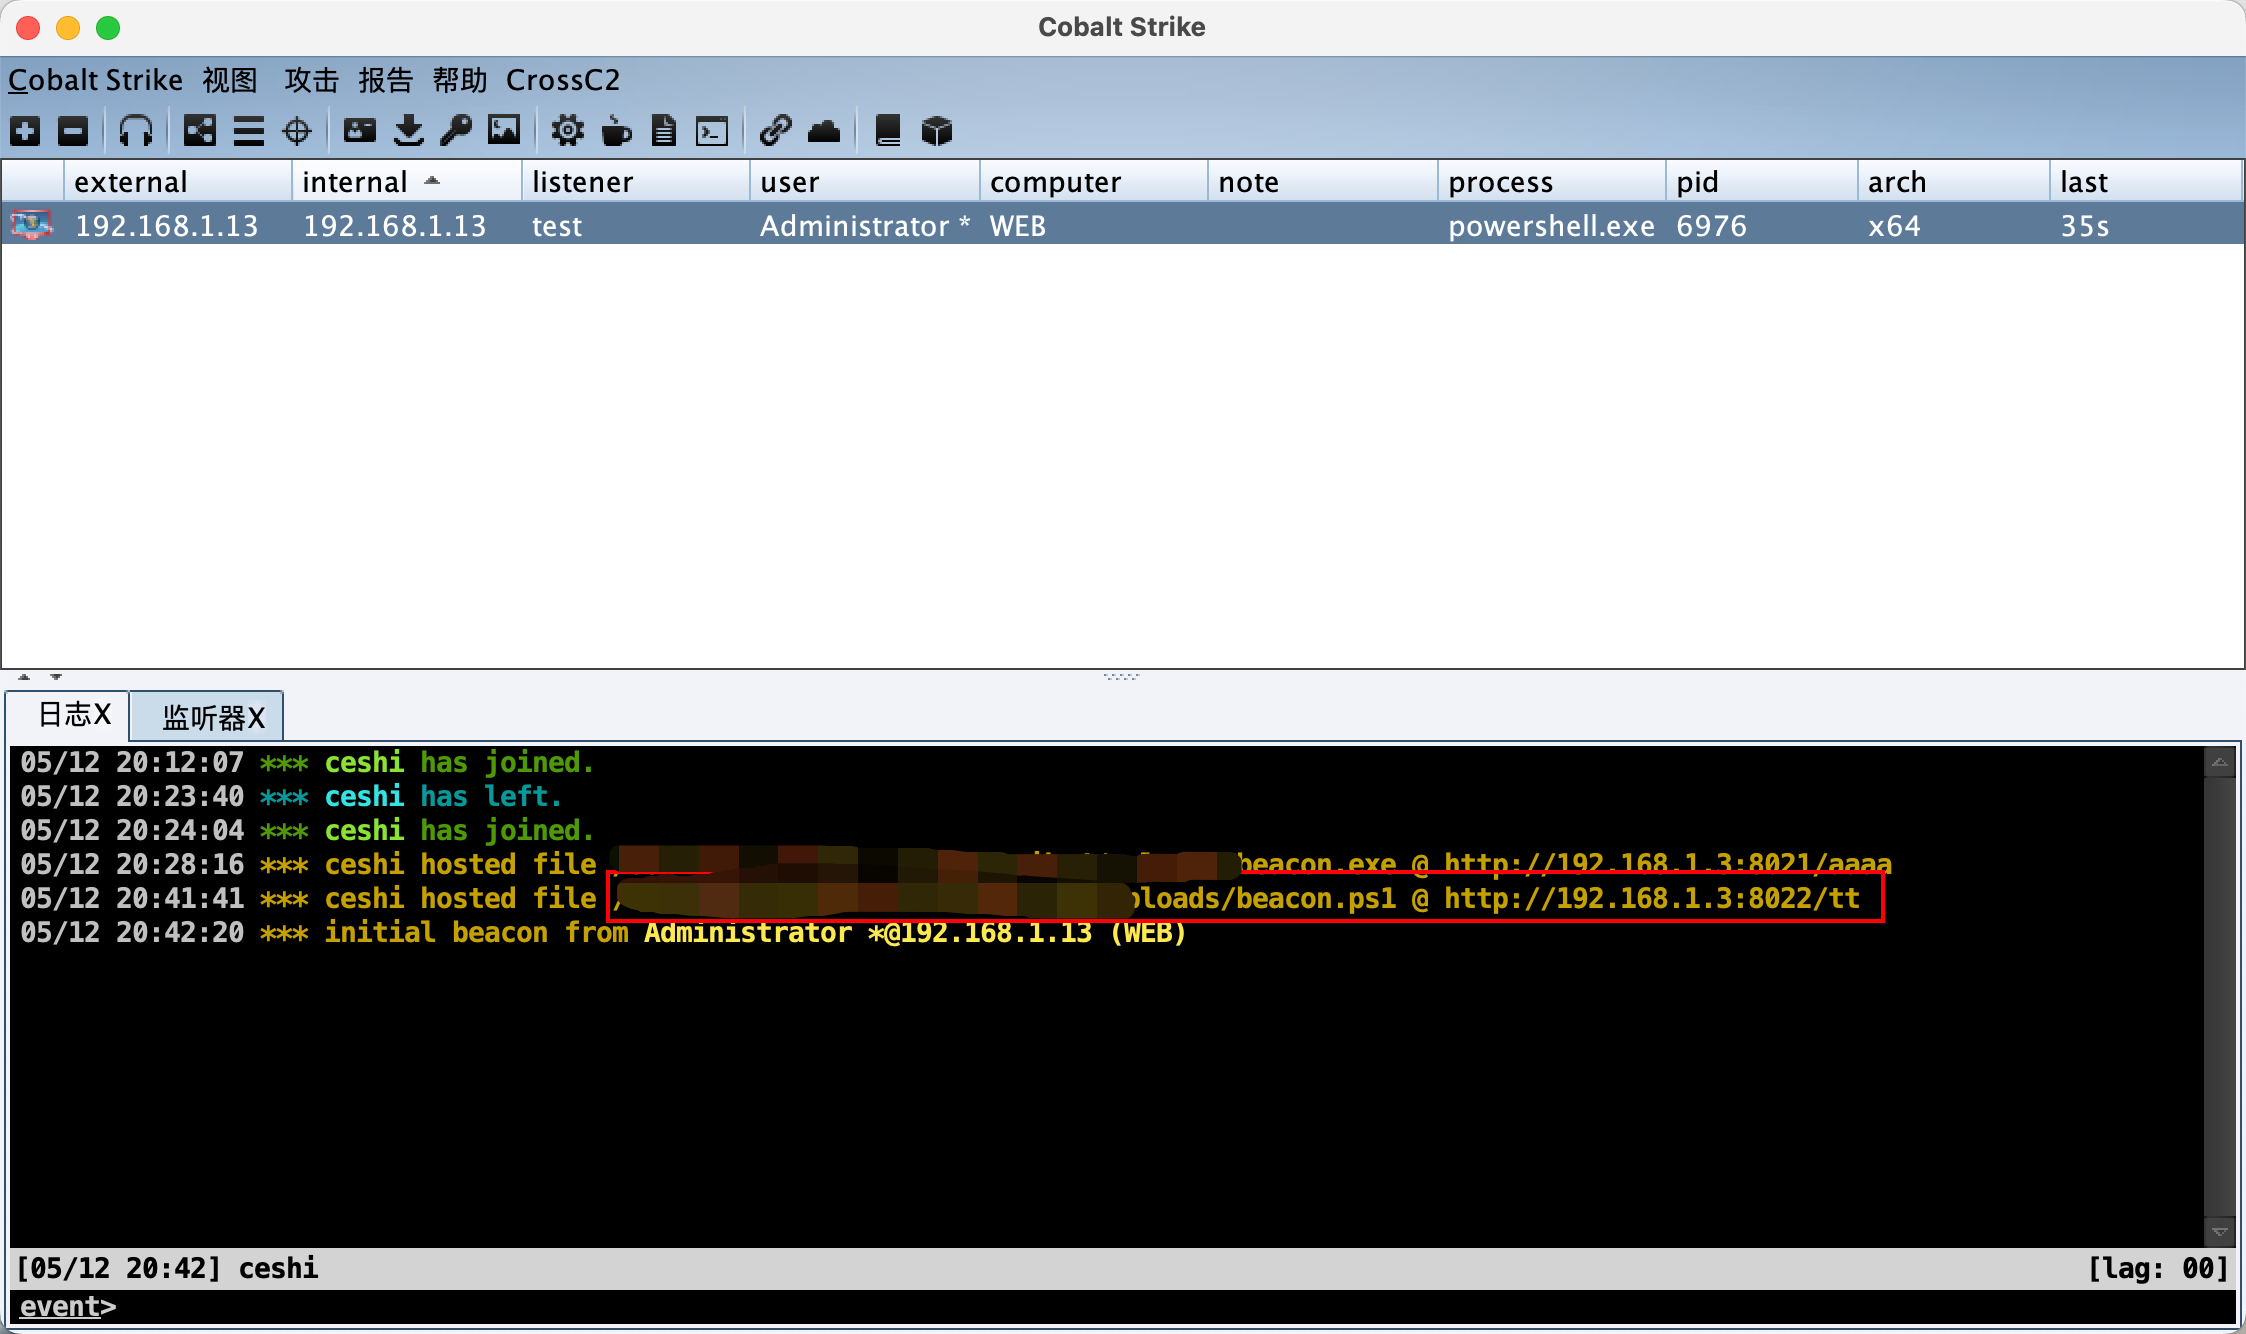 Cobalt Strike
Cobalt Strike 视图 攻击 报告 帮助 CrossC2
external internal listener user computer note process pid arch last
192.168.1.13 192.168.1.13 test Administrator * WEB powershell.exe 6976 x64 35s
日志X 监听器X
05/12 20:12:07 *** ceshi has joined.
05/12 20:23:40 *** ceshi has left.
05/12 20:24:04 *** ceshi has joined.
05/12 20:28:16 *** ceshi hosted file beacon.exe @ http://192.168.1.3:8021/aaaa
05/12 20:41:41 *** ceshi hosted file /ploads/beacon.ps1 @ http://192.168.1.3:8022/tt
05/12 20:42:20 *** initial beacon from Administrator *@192.168.1.13 (WEB)
[05/12 20:42] ceshi [lag: 00]
event>